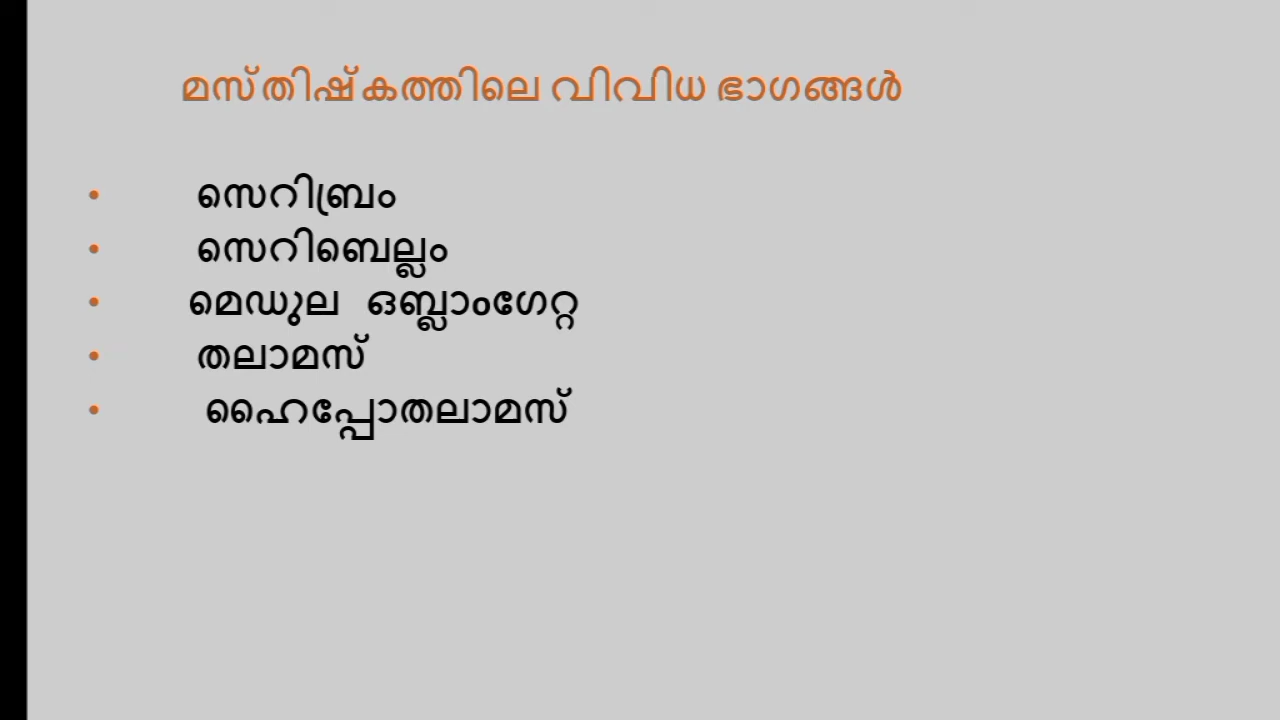 മസ്തിഷ്കത്തിലെ വിവിധ ഭാഗങ്ങൾ
• സെറിബ്രം
• സെറിബെല്ലം
• മെഡുല ഒബ്ലാംഗേറ്റ
• തലാമസ്
• ഹൈപ്പോതലാമസ്